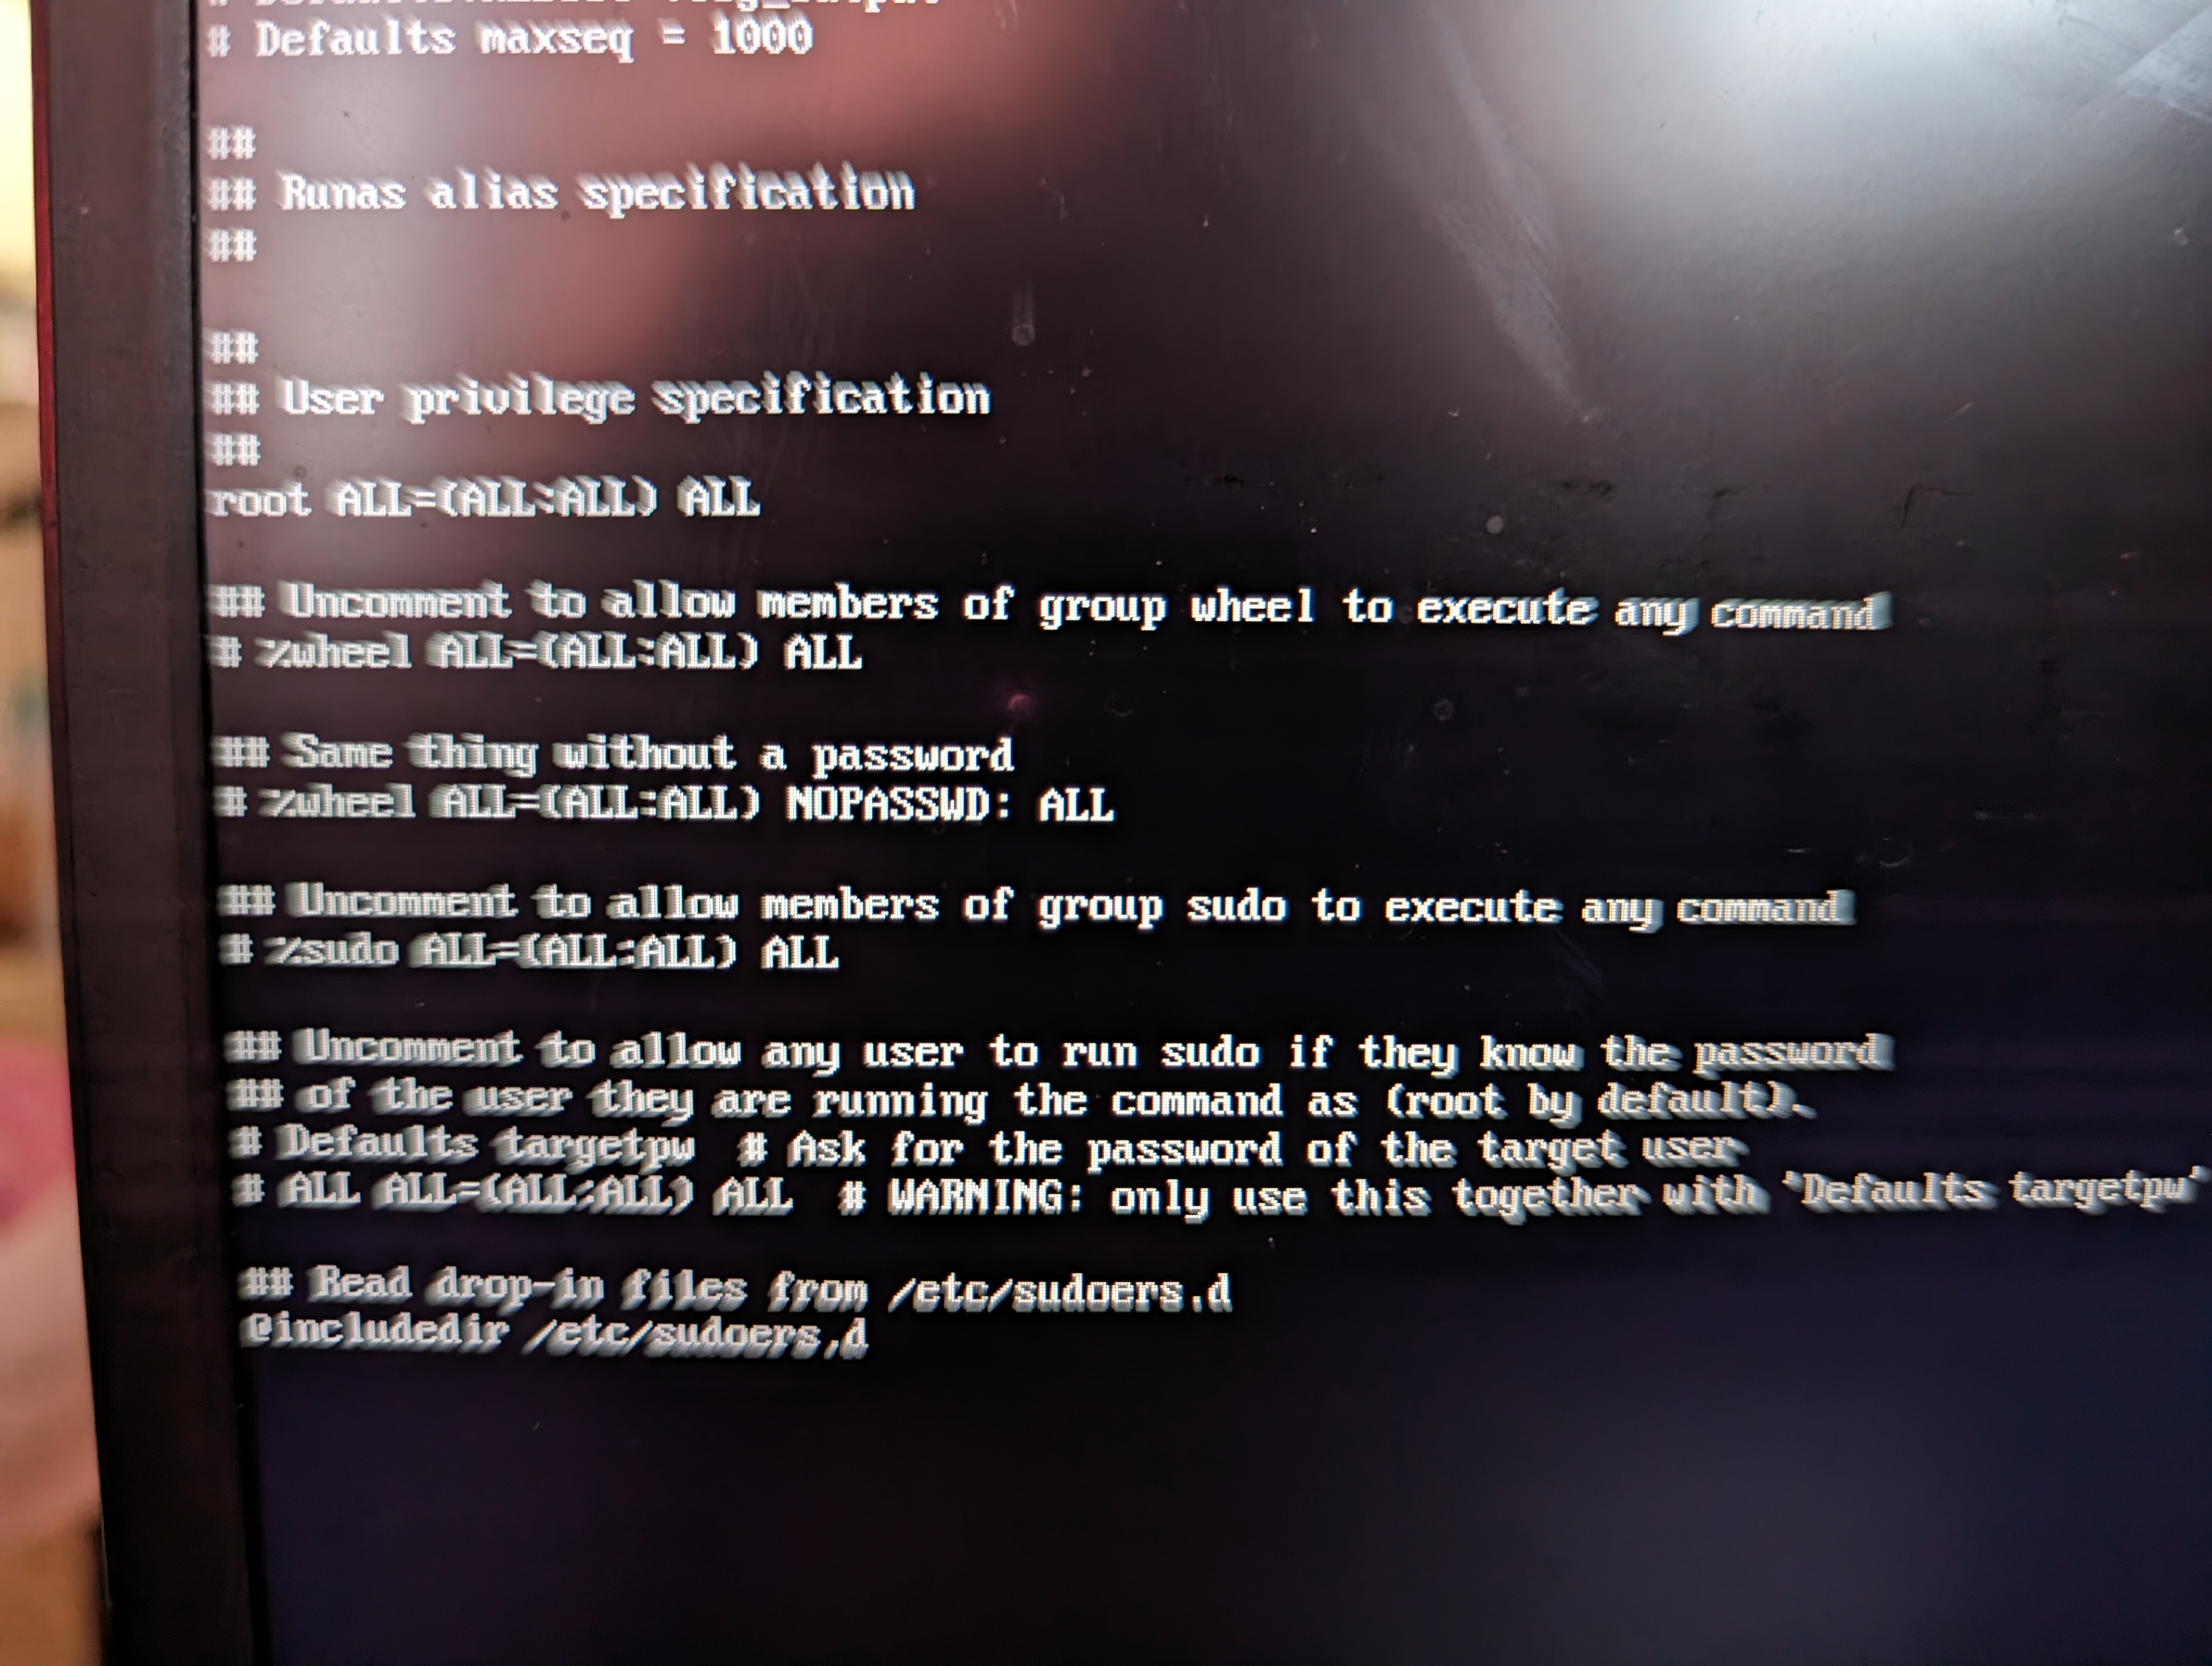 # Defaults maxseq = 1000
##
## Runas alias specification
##
##
## User privilege specification
##
root ALL=(ALL:ALL) ALL
## Uncomment to allow members of group wheel to execute any command
# %wheel ALL=(ALL:ALL) ALL
## Same thing without a password
# %wheel ALL=(ALL:ALL) NOPASSWD: ALL
## Uncomment to allow members of group sudo to execute any command
# %sudo ALL=(ALL:ALL) ALL
## Uncomment to allow any user to run sudo if they know the password
## of the user they are running the command as (root by default).
# Defaults targetpw  # Ask for the password of the target user
# ALL ALL=(ALL:ALL) ALL  # WARNING: only use this together with 'Defaults targetpw'
## Read drop-in files from /etc/sudoers.d
@includedir /etc/sudoers.d